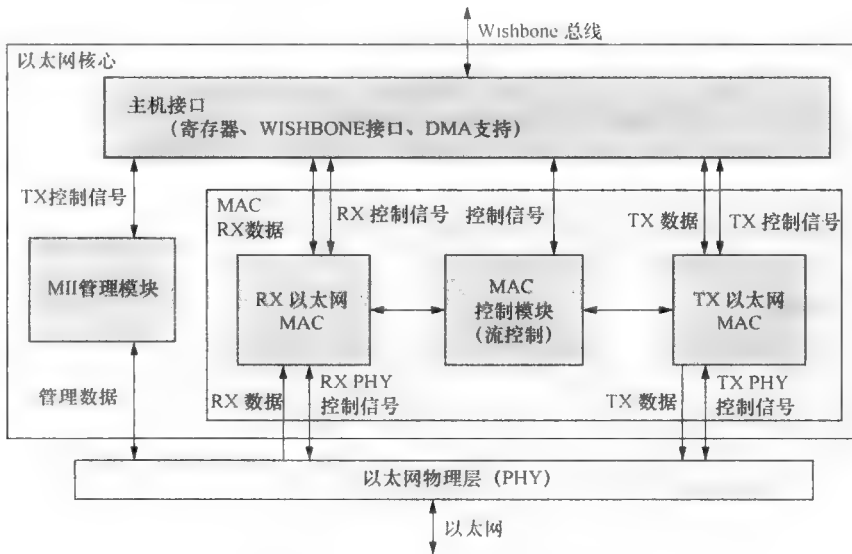 Wishbone 总线
以太网核心
主机接口
(寄存器、WISHBONE接口、DMA支持)
TX控制信号
MAC
RX数据
RX 控制信号
控制信号
TX 数据
TX 控制信号
MII管理模块
RX 以太网
MAC
MAC
控制模块
(流控制)
TX 以太网
MAC
管理数据
RX 数据
RX PHY
控制信号
TX 数据
TX PHY
控制信号
以太网物理层 (PHY)
以太网